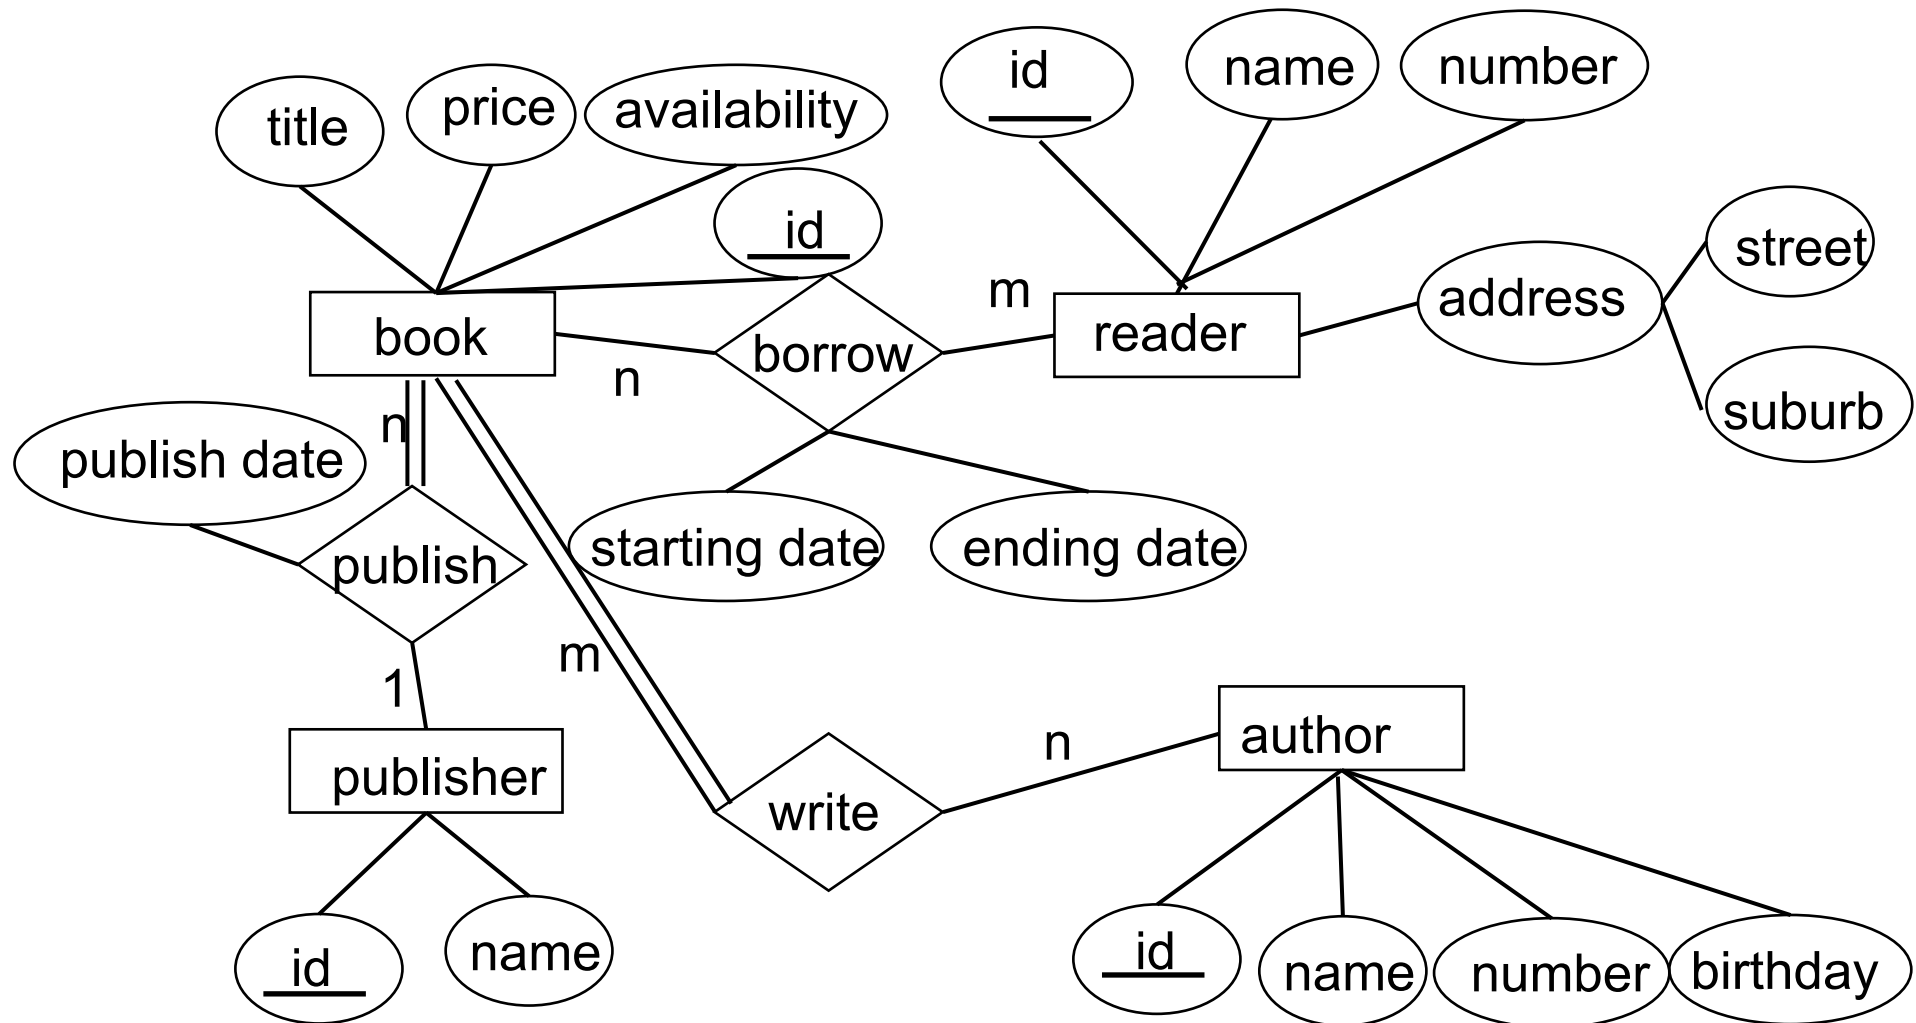 id
name
number
title
price
availability
id
street
address
book
borrow
reader
m
n
suburb
publish date
n
starting date
ending date
publish
m
1
author
n
publisher
write
id
name
id
name
number
birthday